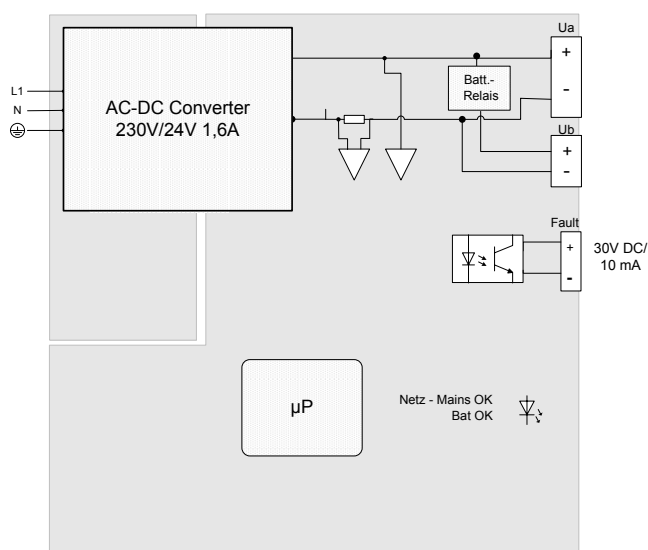 Ua
+
-
Batt.-
Relais
L1
N
AC-DC Converter
230V/24V 1,6A
Ub
+
-
Fault
+
-
30V DC/
10 mA
µP
Netz - Mains OK
Bat OK